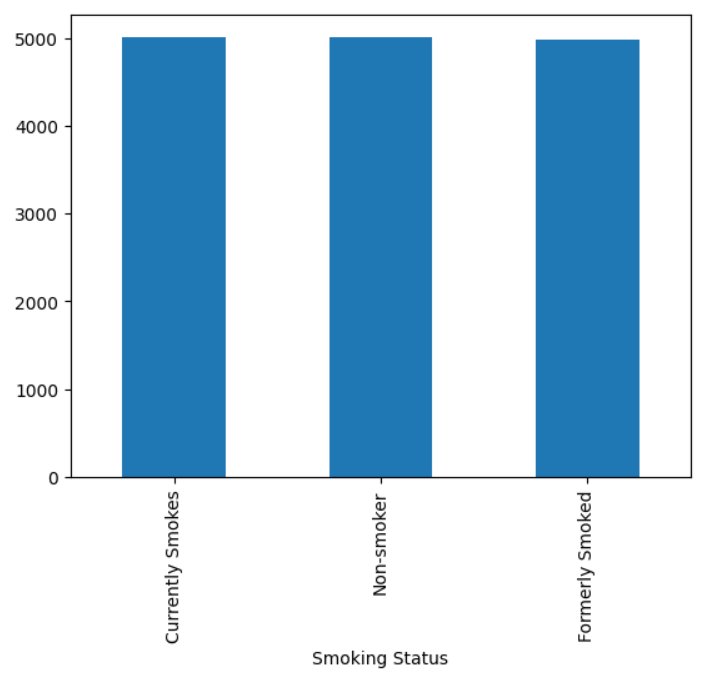 5000
4000
3000
2000
1000
0
Currently Smokes
Non-smoker
Formerly Smoked
Smoking Status